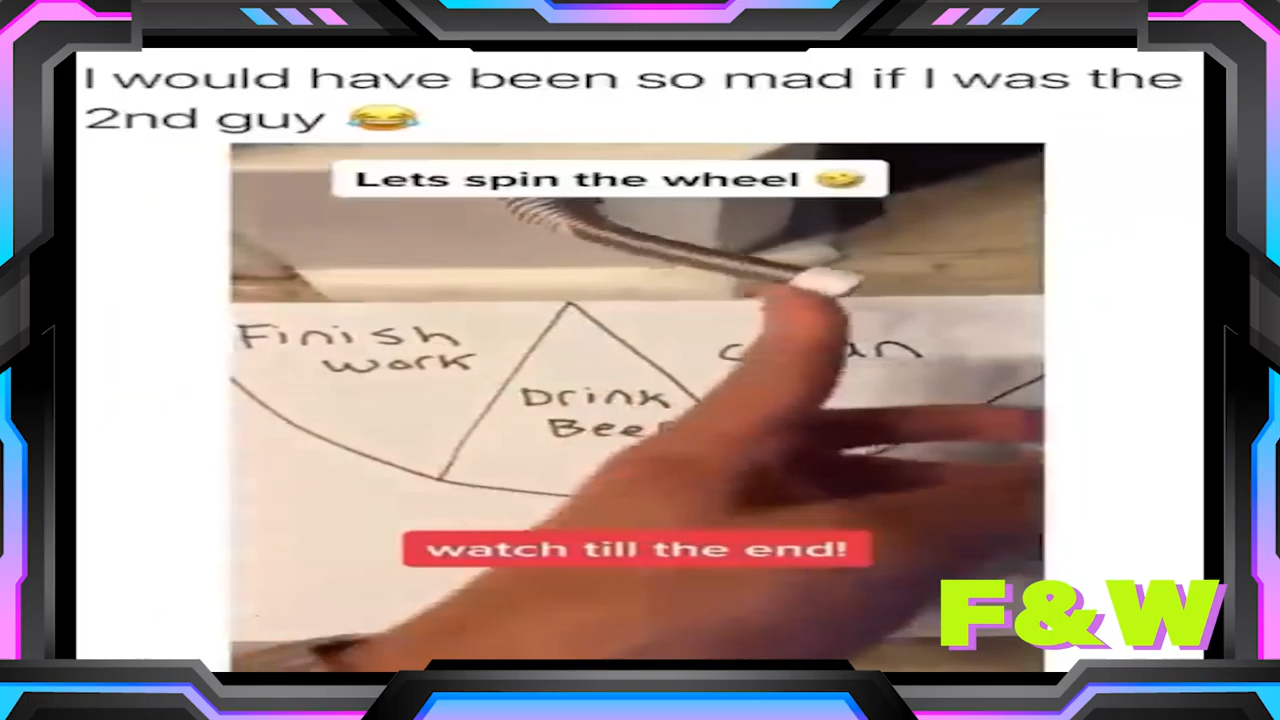 I would have been so mad if I was the
2nd guy 😂
Lets spin the wheel 🤣
Finish
work
Drink
watch till the end!
F&W